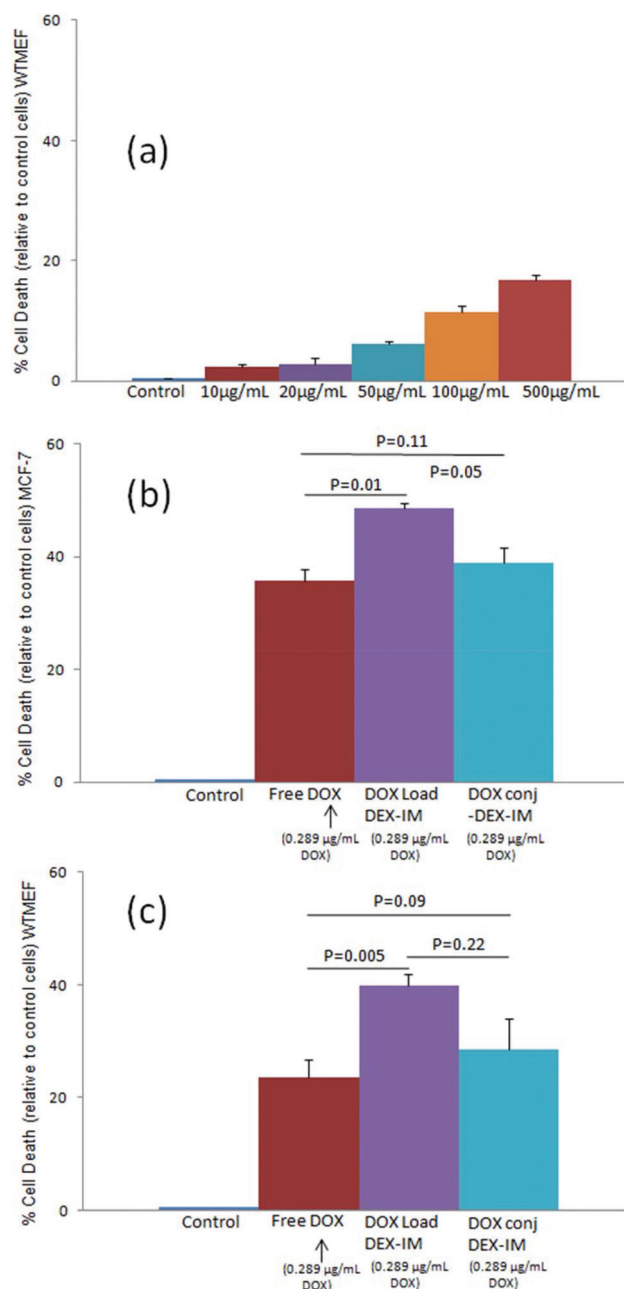 % Cell Death (relative to control cells) WTMEF
60
40
20
0
(a)
Control 10µg/mL 20µg/mL 50µg/mL 100µg/mL 500µg/mL
% Cell Death (relative to control cells) MCF-7
60
40
20
0
(b)
P=0.11
P=0.01 P=0.05
Control Free DOX DOX Load DOX conj
DEX-IM -DEX-IM
(0.289 µg/mL (0.289 µg/mL (0.289 µg/mL
DOX) DOX) DOX)
% Cell Death (relative to control cells) WTMEF
60
40
20
0
(c)
P=0.09
P=0.005 P=0.22
Control Free DOX DOX Load DOX conj
DEX-IM DEX-IM
(0.289 µg/mL (0.289 µg/mL (0.289 µg/mL
DOX) DOX) DOX)